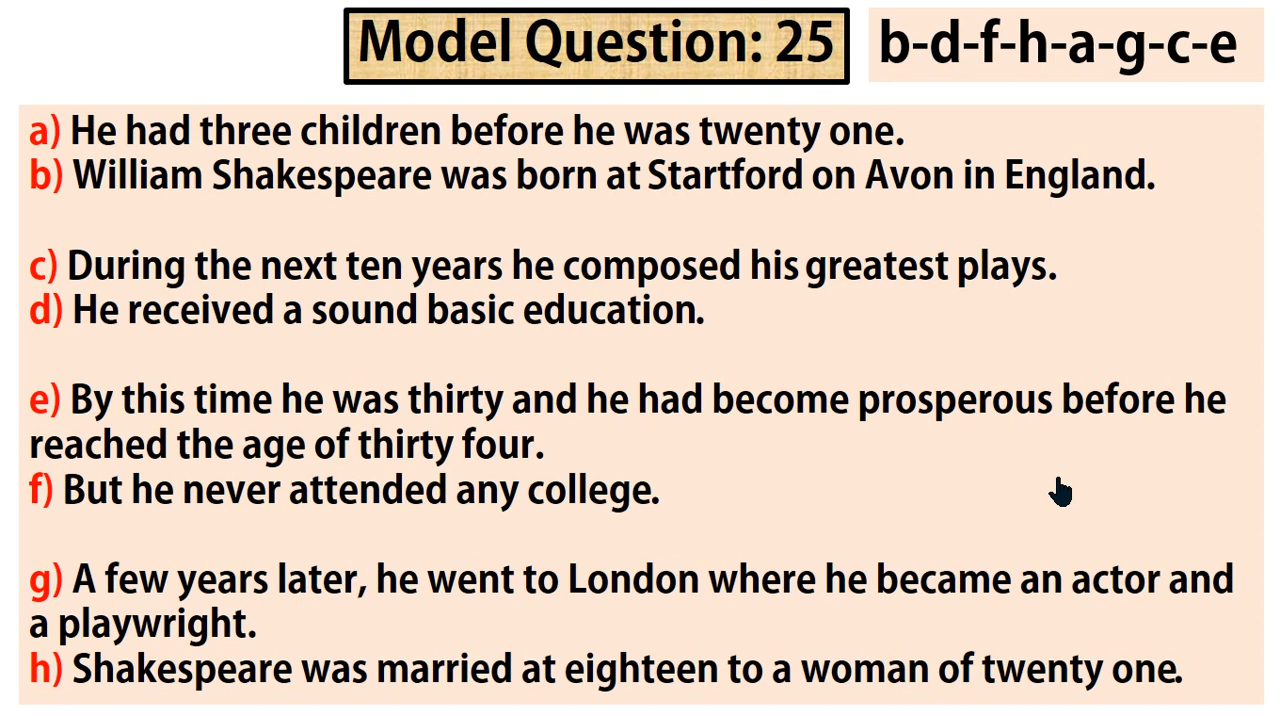 Model Question: 25
b-d-f-h-a-g-c-e
a) He had three children before he was twenty one.
b) William Shakespeare was born at Startford on Avon in England.
c) During the next ten years he composed his greatest plays.
d) He received a sound basic education.
e) By this time he was thirty and he had become prosperous before he
reached the age of thirty four.
f) But he never attended any college.
g) A few years later, he went to London where he became an actor and
a playwright.
h) Shakespeare was married at eighteen to a woman of twenty one.